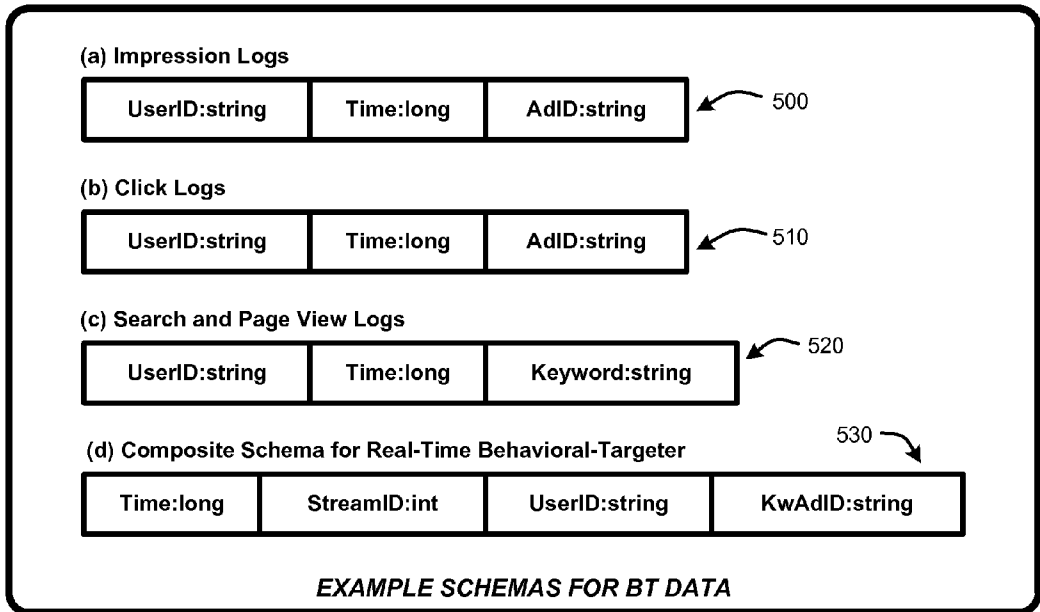 (a) Impression Logs
UserID:string Time:long AdID:string 500
(b) Click Logs
UserID:string Time:long AdID:string 510
(c) Search and Page View Logs
UserID:string Time:long Keyword:string 520
(d) Composite Schema for Real-Time Behavioral-Targeter 530
Time:long StreamID:int UserID:string KwAdID:string
EXAMPLE SCHEMAS FOR BT DATA